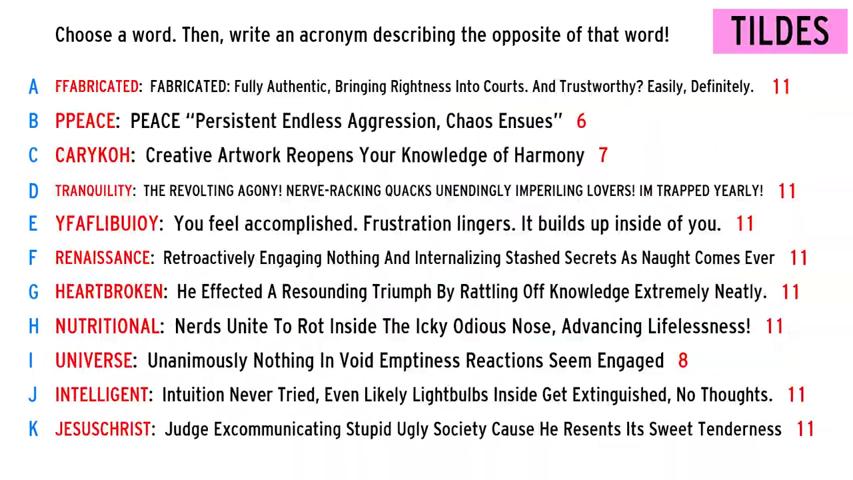 Choose a word. Then, write an acronym describing the opposite of that word!
TILDES
A FFABRICATED: FABRICATED: Fully Authentic, Bringing Rightness Into Courts. And Trustworthy? Easily, Definitely. 11
B PPEACE: PEACE “Persistent Endless Aggression, Chaos Ensues” 6
C CARYKOH: Creative Artwork Reopens Your Knowledge of Harmony 7
D TRANQUILITY: THE REVOLTING AGONY! NERVE-RACKING QUACKS UNENDINGLY IMPERILING LOVERS! IM TRAPPED YEARLY! 11
E YFAFLIBUIOY: You feel accomplished. Frustration lingers. It builds up inside of you. 11
F RENAISSANCE: Retroactively Engaging Nothing And Internalizing Stashed Secrets As Naught Comes Ever 11
G HEARTBROKEN: He Effected A Resounding Triumph By Rattling Off Knowledge Extremely Neatly. 11
H NUTRITIONAL: Nerds Unite To Rot Inside The Icky Odious Nose, Advancing Lifelessness! 11
I UNIVERSE: Unanimously Nothing In Void Emptiness Reactions Seem Engaged 8
J INTELLIGENT: Intuition Never Tried, Even Likely Lightbulbs Inside Get Extinguished, No Thoughts. 11
K JESUSCHRIST: Judge Excommunicating Stupid Ugly Society Cause He Resents Its Sweet Tenderness 11